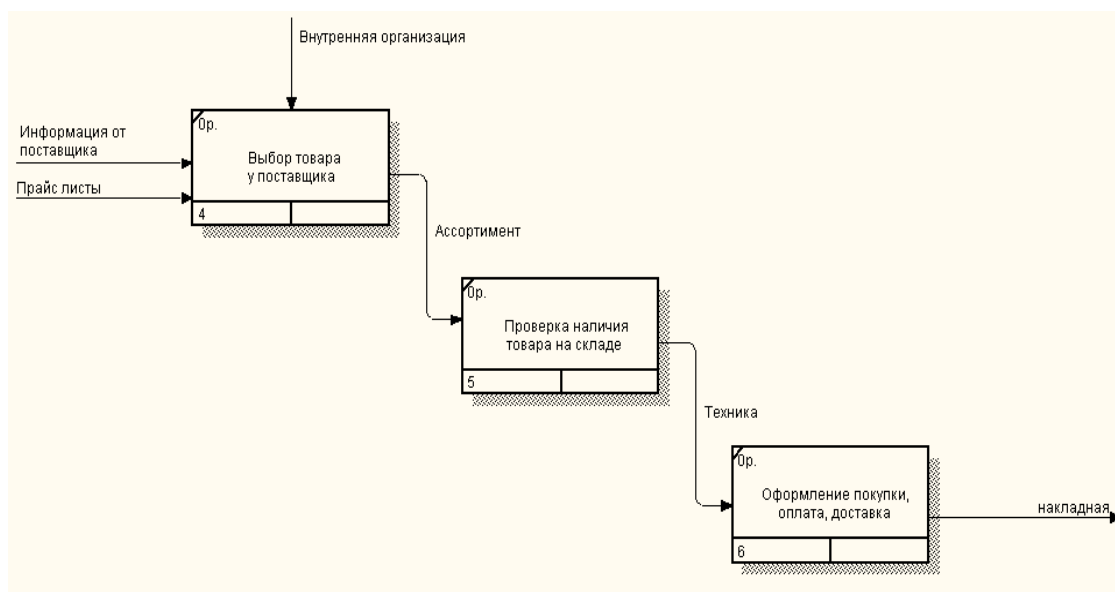 Внутренняя организация
0р.
Информация от
поставщика
Выбор товара
у поставщика
Прайс листы
4
Ассортимент
0р.
Проверка наличия
товара на складе
5
Техника
0р.
Оформление покупки,
оплата, доставка
накладная
6